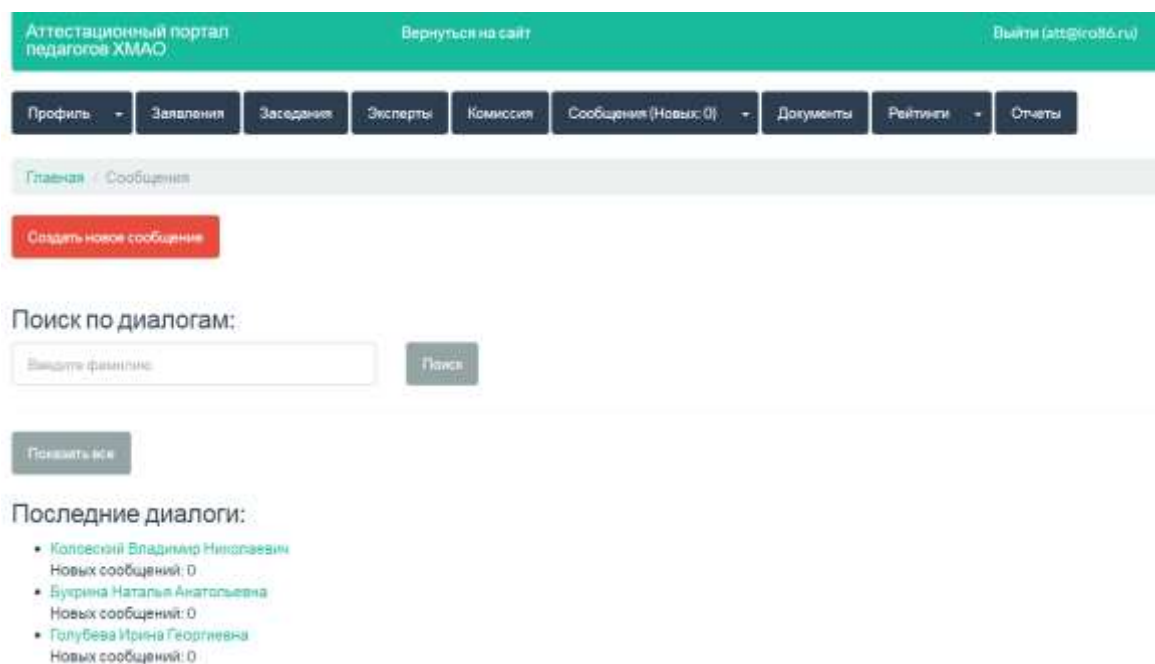 Аттестационный портал
педагогов ХМАО
Вернуться на сайт
Выйти (att@iro86.ru)
Профиль
Заявления
Заседания
Эксперты
Комиссия
Сообщения (Новых: 0)
Документы
Рейтинги
Отчеты
Главная / Сообщения
Создать новое сообщение
Поиск по диалогам:
Введите фамилию
Поиск
Показать все
Последние диалоги:
Владимир Николаевич
Новых сообщений: 0
Букрина Наталья Анатольевна
Новых сообщений: 0
Голубева Ирина Георгиевна
Новых сообщений: 0